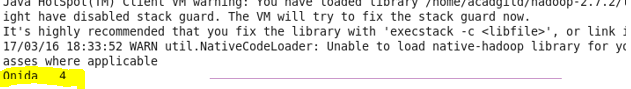 Java HotSpot(TM) Client VM warning: You have loaded library /home/acadgild/hadoop-2.7.2/l
ight have disabled stack guard. The VM will try to fix the stack guard now.
It's highly recommended that you fix the library with 'execstack -c <libfile>', or link i
17/03/16 18:33:52 WARN util.NativeCodeLoader: Unable to load native-hadoop library for yo
asses where applicable
Onida 4